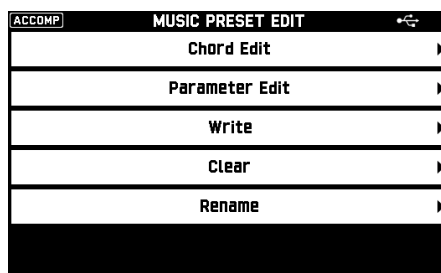 ACCOMP MUSIC PRESET EDIT
Chord Edit
Parameter Edit
Write
Clear
Rename